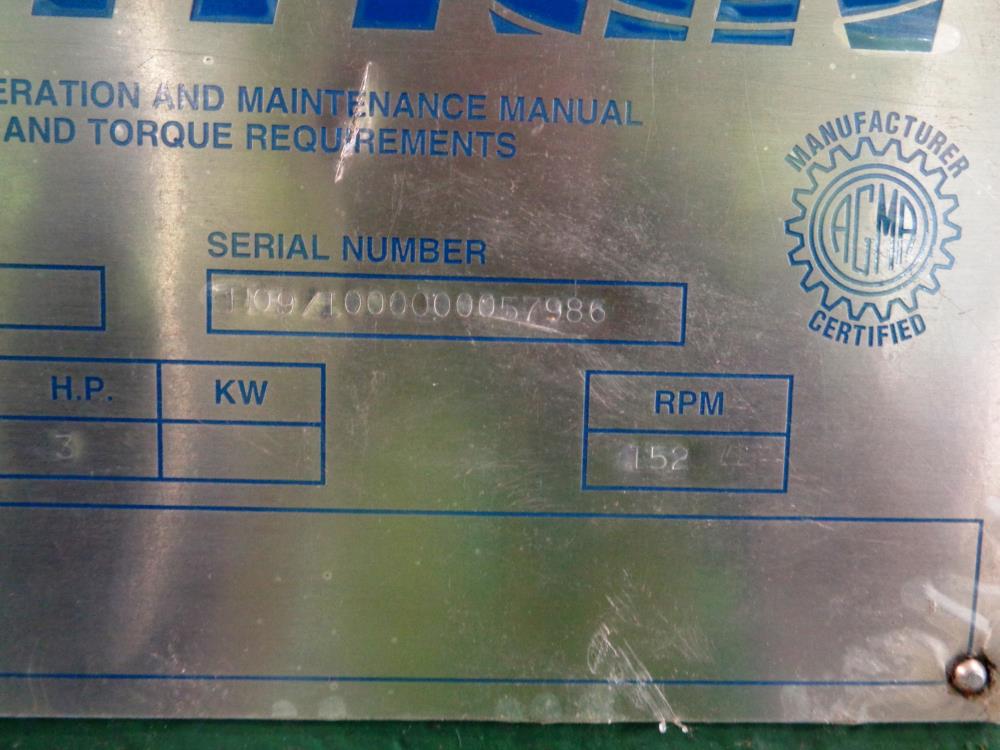 ERATION AND MAINTENANCE MANUAL
AND TORQUE REQUIREMENTS
MANUFACTURER
AGMA
CERTIFIED
SERIAL NUMBER
1109/1000000057986
H.P. KW RPM
3 152